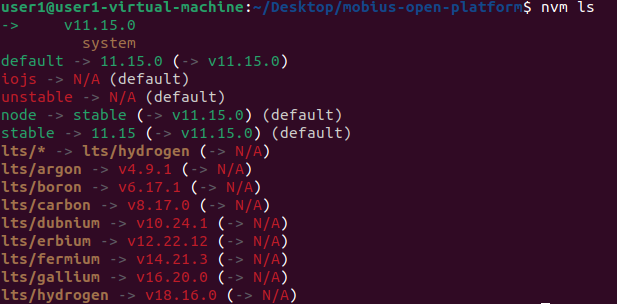 user1@user1-virtual-machine:~/Desktop/mobius-open-platform$ nvm ls
-> v11.15.0
system
default -> 11.15.0 (-> v11.15.0)
iojs -> N/A (default)
unstable -> N/A (default)
node -> stable (-> v11.15.0) (default)
stable -> 11.15 (-> v11.15.0) (default)
lts/* -> lts/hydrogen (-> N/A)
lts/argon -> v4.9.1 (-> N/A)
lts/boron -> v6.17.1 (-> N/A)
lts/carbon -> v8.17.0 (-> N/A)
lts/dubnium -> v10.24.1 (-> N/A)
lts/erbium -> v12.22.12 (-> N/A)
lts/fermium -> v14.21.3 (-> N/A)
lts/gallium -> v16.20.0 (-> N/A)
lts/hydrogen -> v18.16.0 (-> N/A)